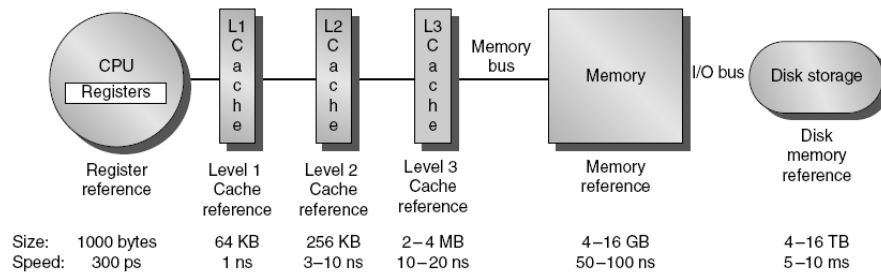 CPU
Registers
L1
C
a
c
h
e
L2
C
a
c
h
e
L3
C
a
c
h
e
Memory
bus
Memory
I/O bus
Disk storage
Register
reference
Level 1
Cache
reference
Level 2
Cache
reference
Level 3
Cache
reference
Memory
reference
Disk
memory
reference
Size: 1000 bytes 64 KB 256 KB 2–4 MB 4–16 GB 4–16 TB
Speed: 300 ps 1 ns 3–10 ns 10–20 ns 50–100 ns 5–10 ms